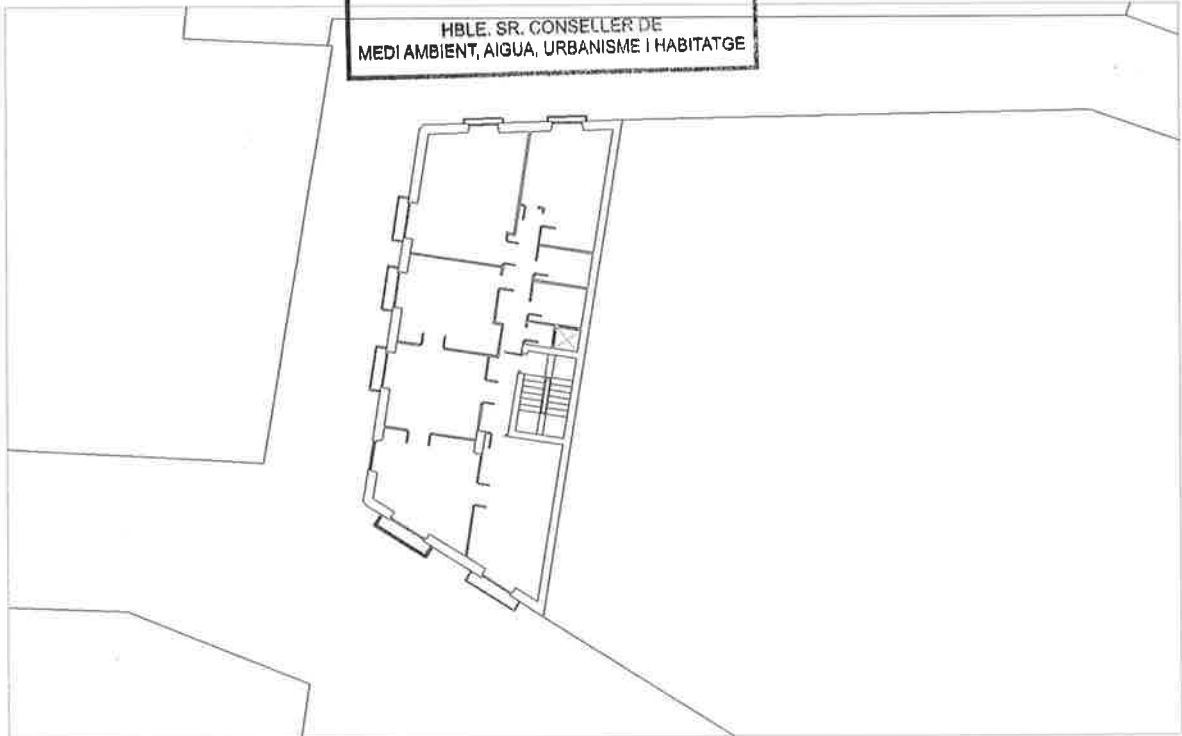 HBLE. SR. CONSELLER DE
MEDI AMBIENT, AIGUA, URBANISME I HABITATGE